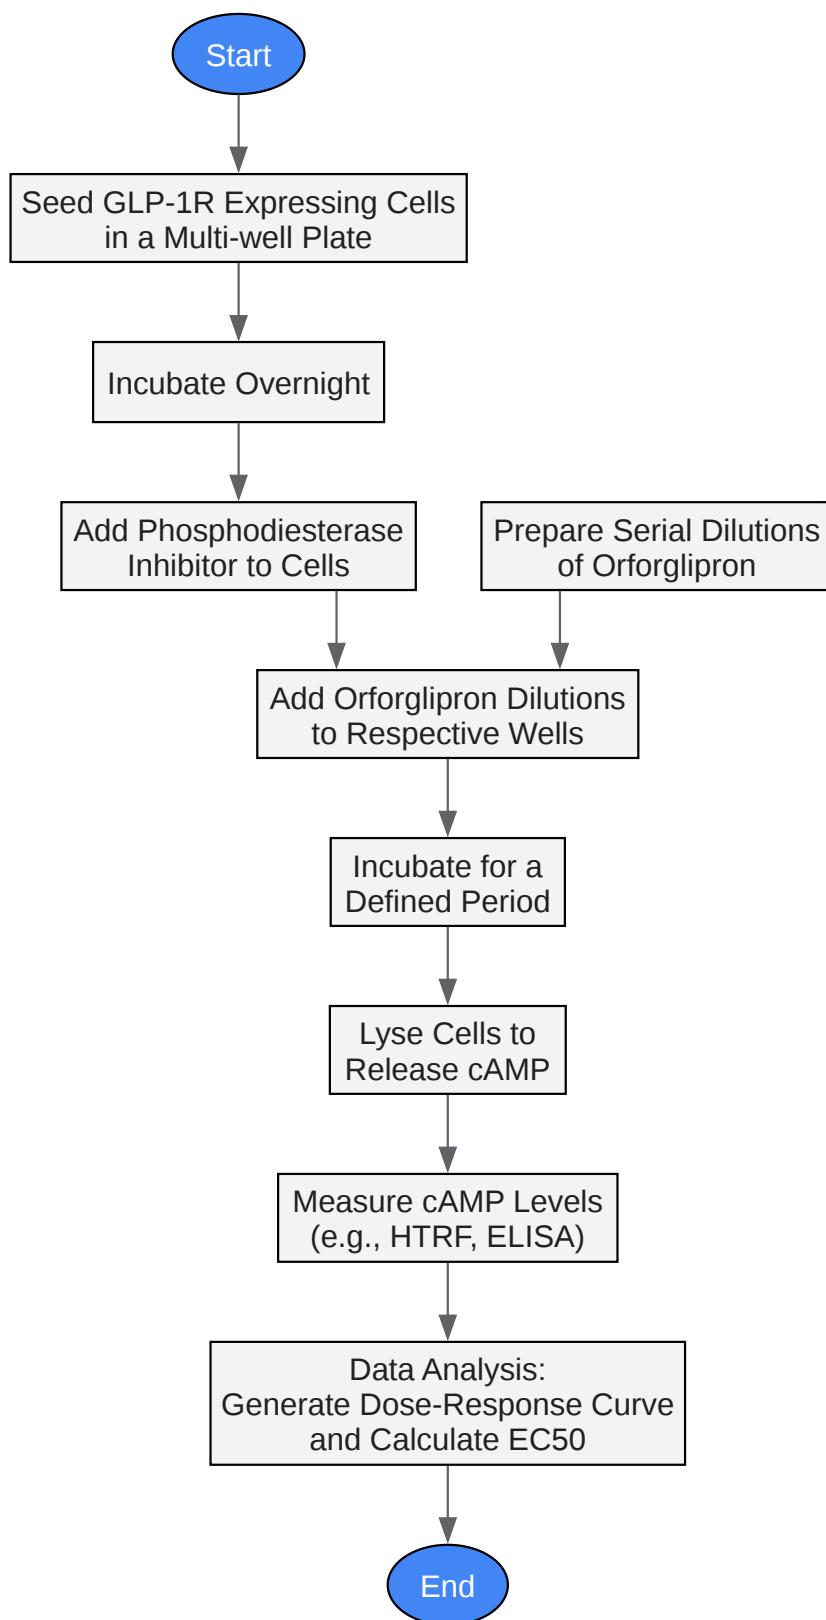 Start
Seed GLP-1R Expressing Cells
in a Multi-well Plate
Incubate Overnight
Add Phosphodiesterase
Inhibitor to Cells
Prepare Serial Dilutions
of Orforglipron
Add Orforglipron Dilutions
to Respective Wells
Incubate for a
Defined Period
Lyse Cells to
Release cAMP
Measure cAMP Levels
(e.g., HTRF, ELISA)
Data Analysis:
Generate Dose-Response Curve
and Calculate EC50
End